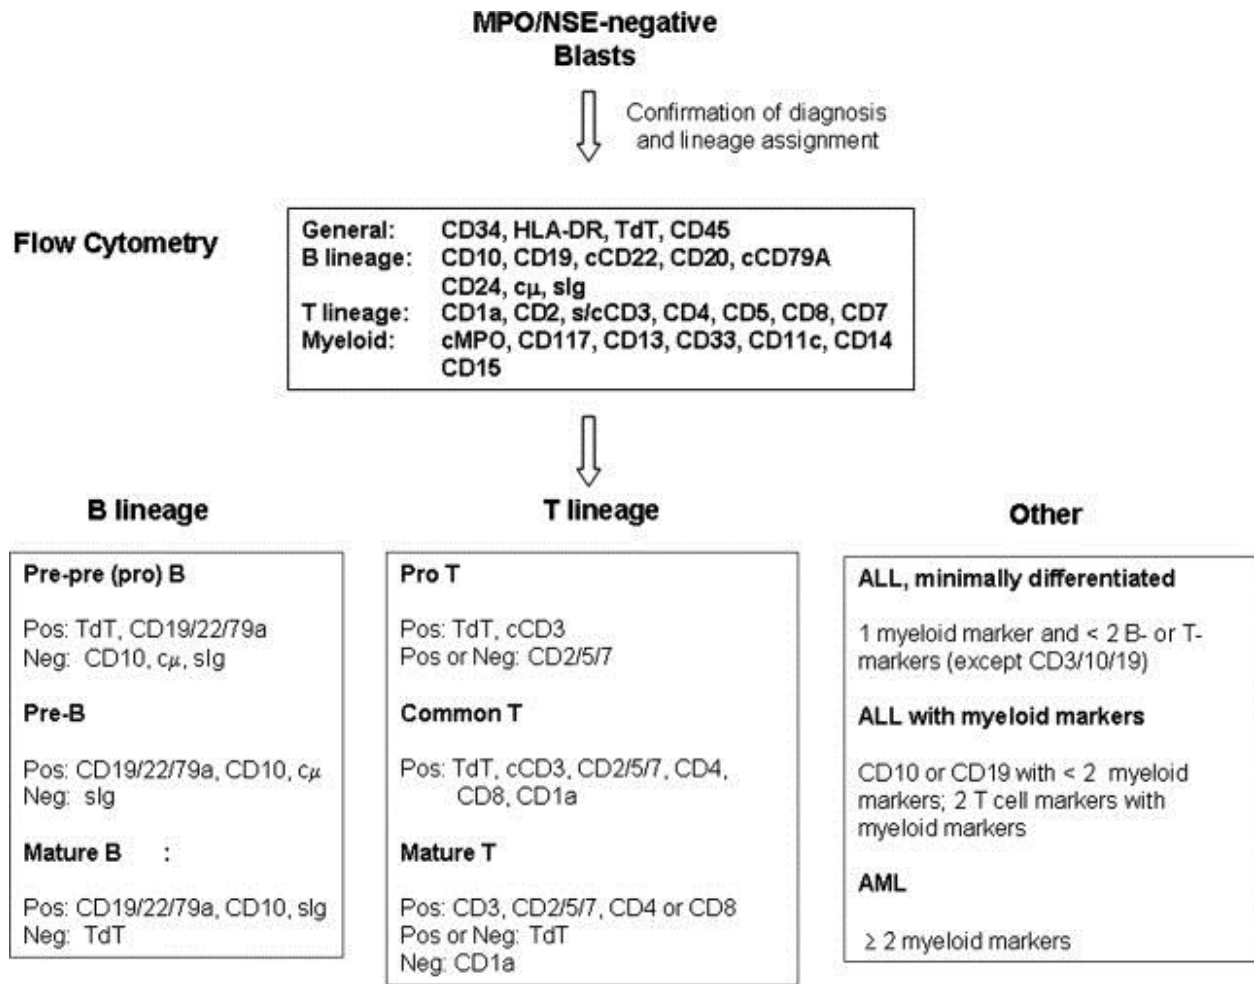 MPO/NSE-negative
Blasts
Confirmation of diagnosis
and lineage assignment
Flow Cytometry
General: CD34, HLA-DR, TdT, CD45
B lineage: CD10, CD19, cCD22, CD20, cCD79A
CD24, cμ, sIg
T lineage: CD1a, CD2, s/cCD3, CD4, CD5, CD8, CD7
Myeloid: cMPO, CD117, CD13, CD33, CD11c, CD14
CD15
B lineage
Pre-pre (pro) B
Pos: TdT, CD19/22/79a
Neg: CD10, cμ, sIg
Pre-B
Pos: CD19/22/79a, CD10, cμ
Neg: sIg
Mature B :
Pos: CD19/22/79a, CD10, sIg
Neg: TdT
T lineage
Pro T
Pos: TdT, cCD3
Pos or Neg: CD2/5/7
Common T
Pos: TdT, cCD3, CD2/5/7, CD4,
CD8, CD1a
Mature T
Pos: CD3, CD2/5/7, CD4 or CD8
Pos or Neg: TdT
Neg: CD1a
Other
ALL, minimally differentiated
1 myeloid marker and < 2 B- or T-
markers (except CD3/10/19)
ALL with myeloid markers
CD10 or CD19 with < 2 myeloid
markers; 2 T cell markers with
myeloid markers
AML
≥ 2 myeloid markers